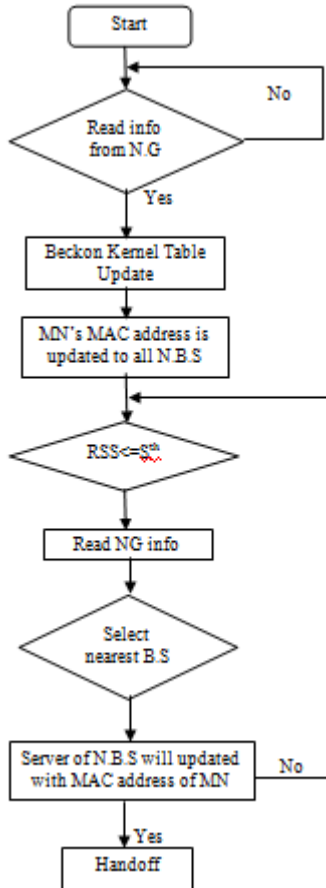 Start
No
Read info
from N.G
Yes
Beckon Kernel Table
Update
MN's MAC address is
updated to all N.B.S
RSS<=Sth
Read NG info
Select
nearest B.S
Server of N.B.S will updated
with MAC address of MN
No
Yes
Handoff